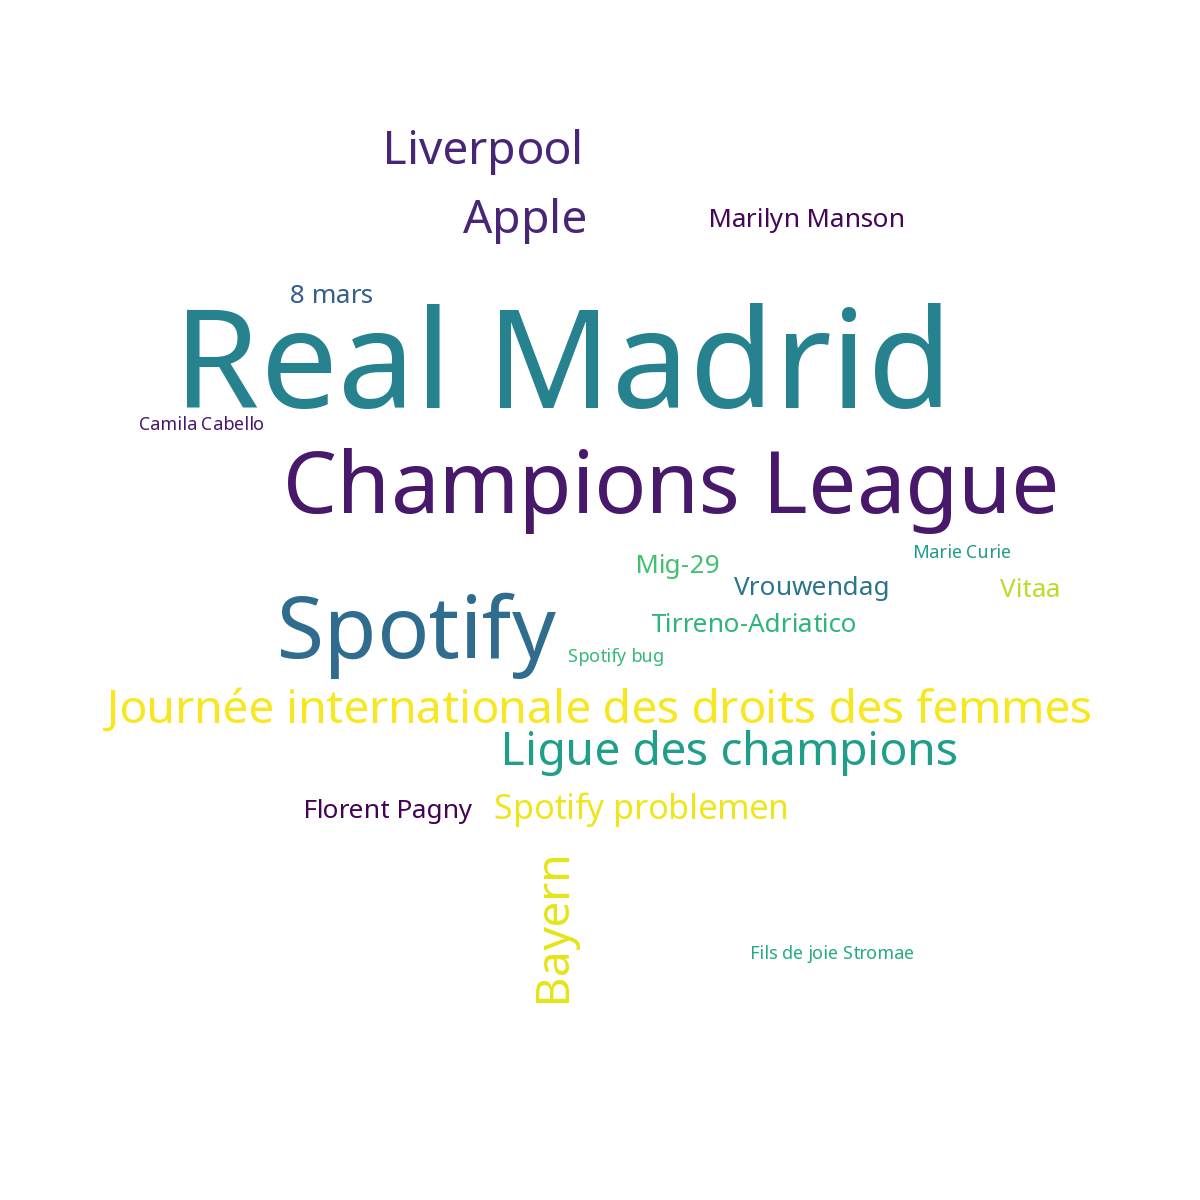 Liverpool
Apple
Marilyn Manson
8 mars
Real Madrid
Camila Cabello
Champions League
Marie Curie
Mig-29
Vrouwendag
Vitaa
Spotify
Tirreno-Adriatico
Spotify bug
Journée internationale des droits des femmes
Ligue des champions
Florent Pagny
Spotify problemen
Bayern
Fils de joie Stromae